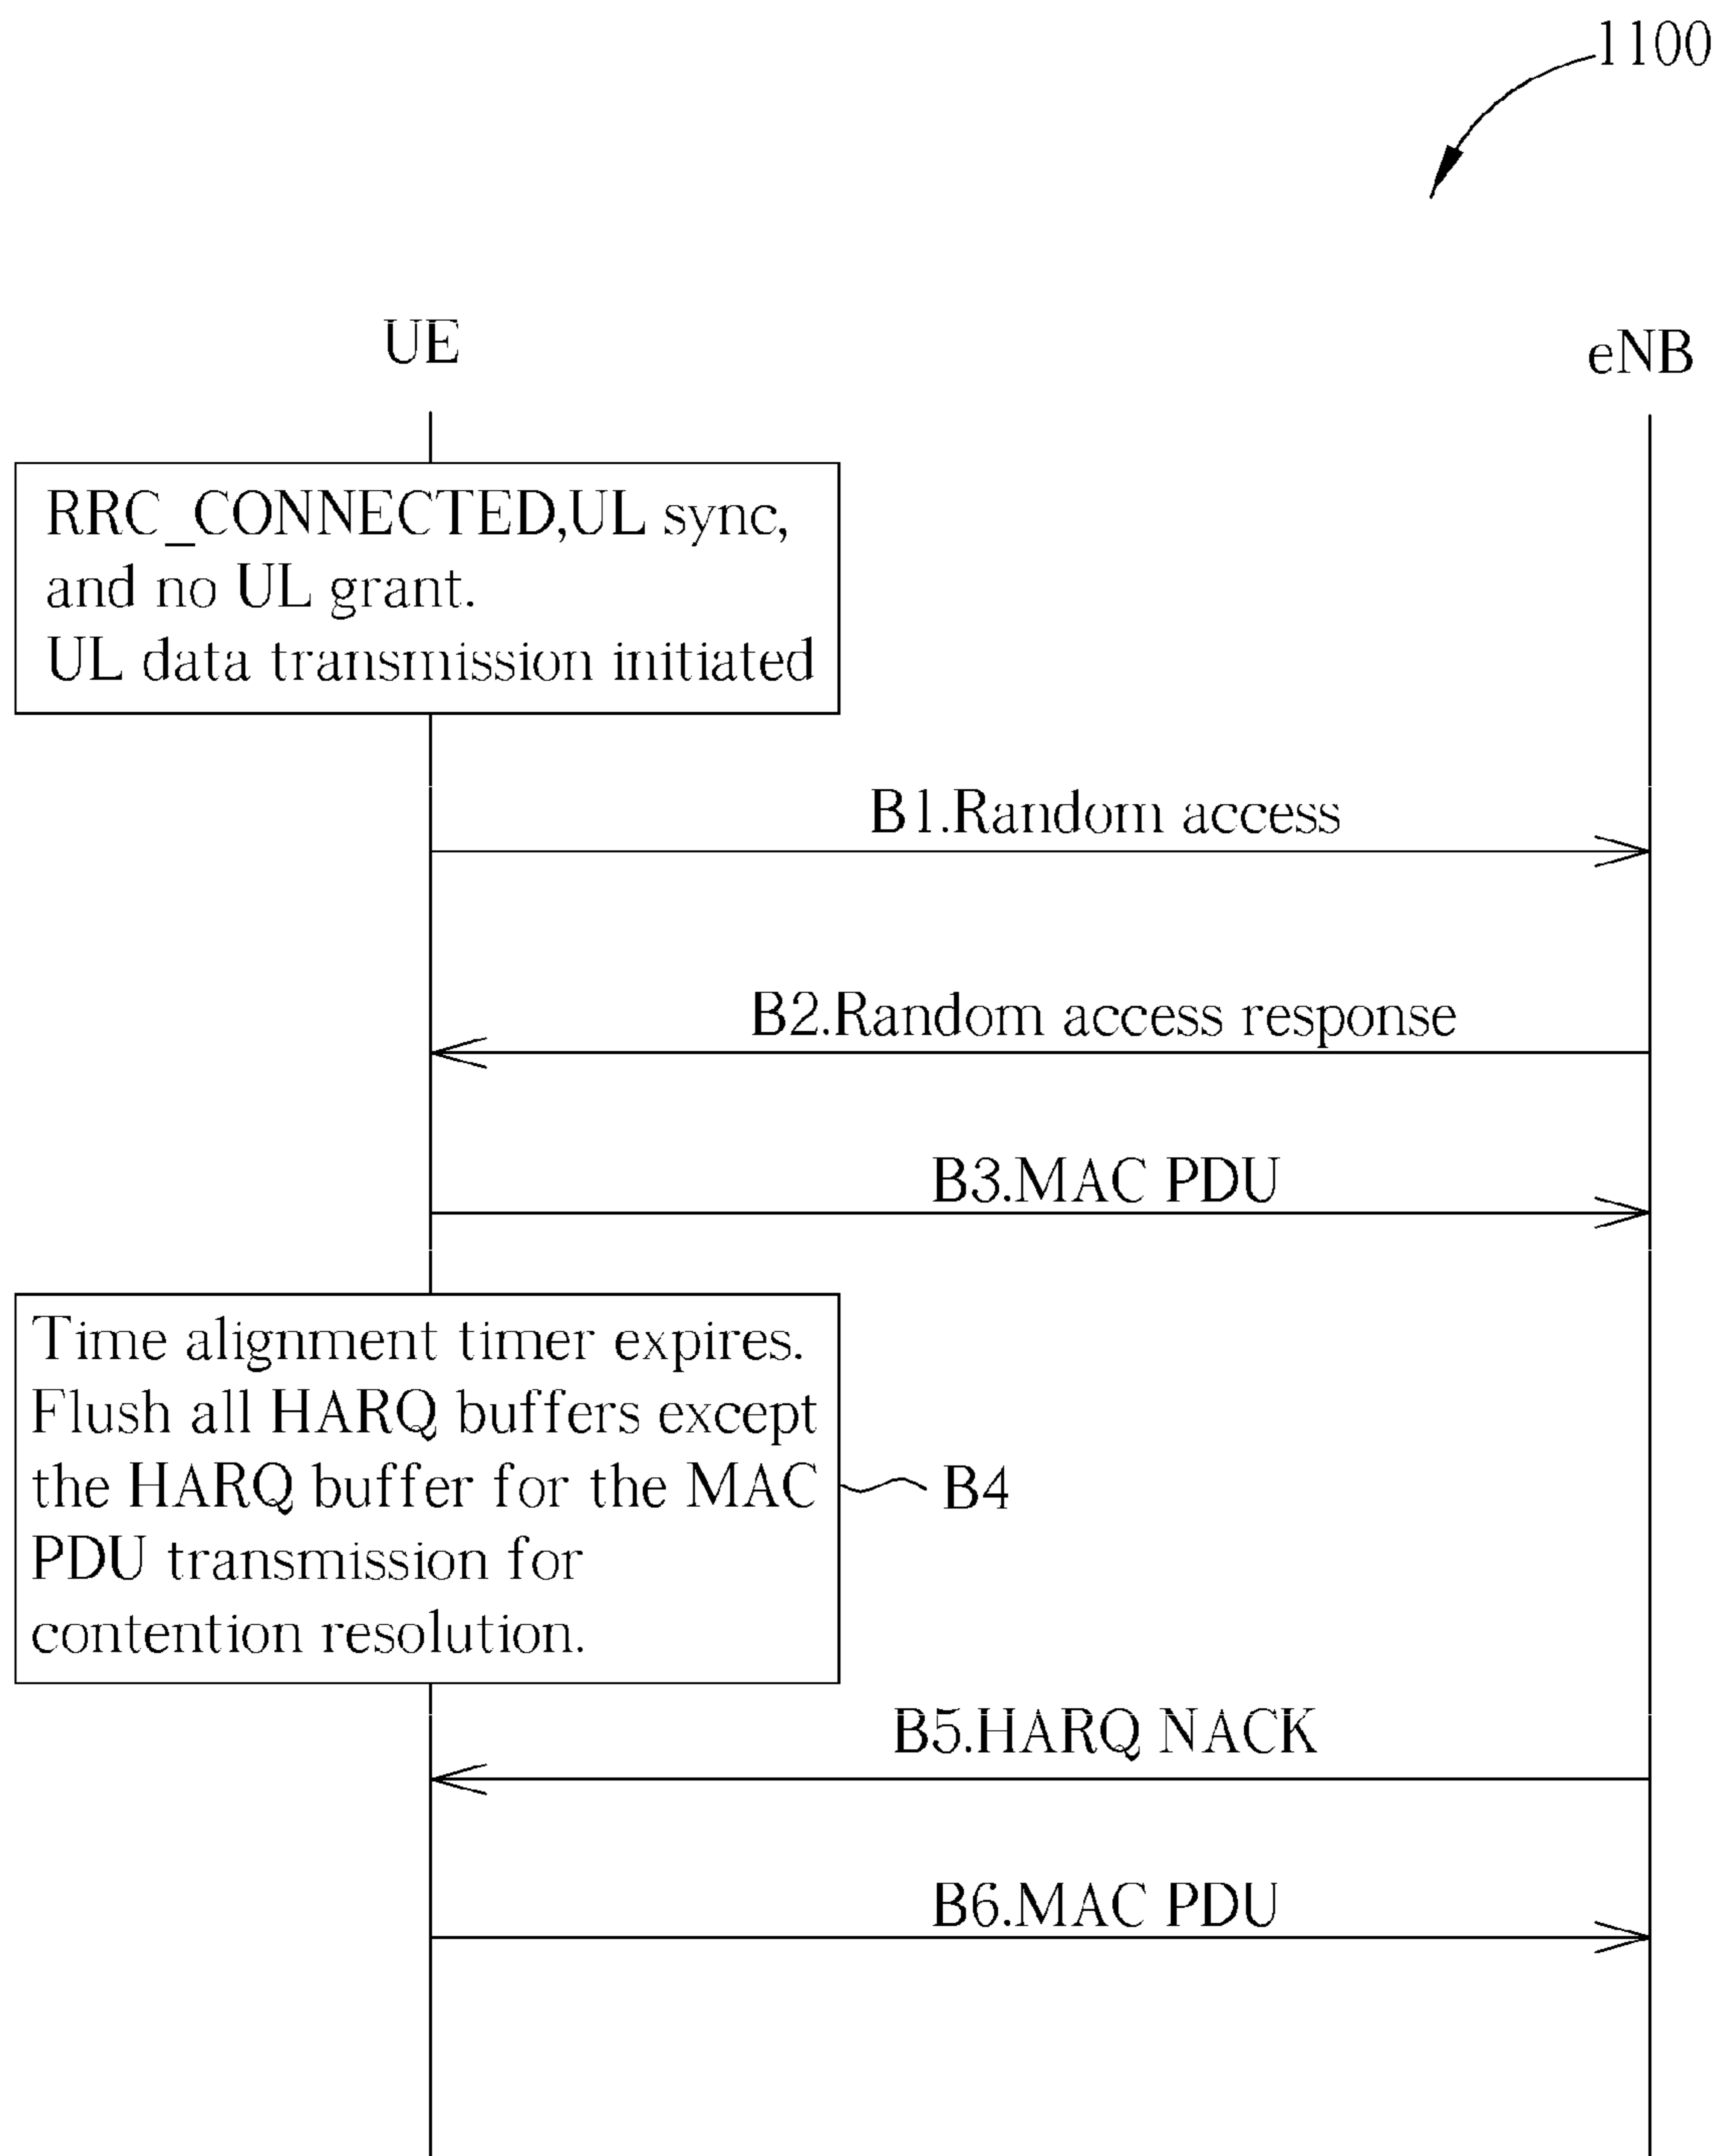 1100
UE
eNB
RRC_CONNECTED,UL sync,
and no UL grant.
UL data transmission initiated
B1.Random access
B2.Random access response
B3.MAC PDU
Time alignment timer expires.
Flush all HARQ buffers except
the HARQ buffer for the MAC
PDU transmission for
contention resolution.
B4
B5.HARQ NACK
B6.MAC PDU